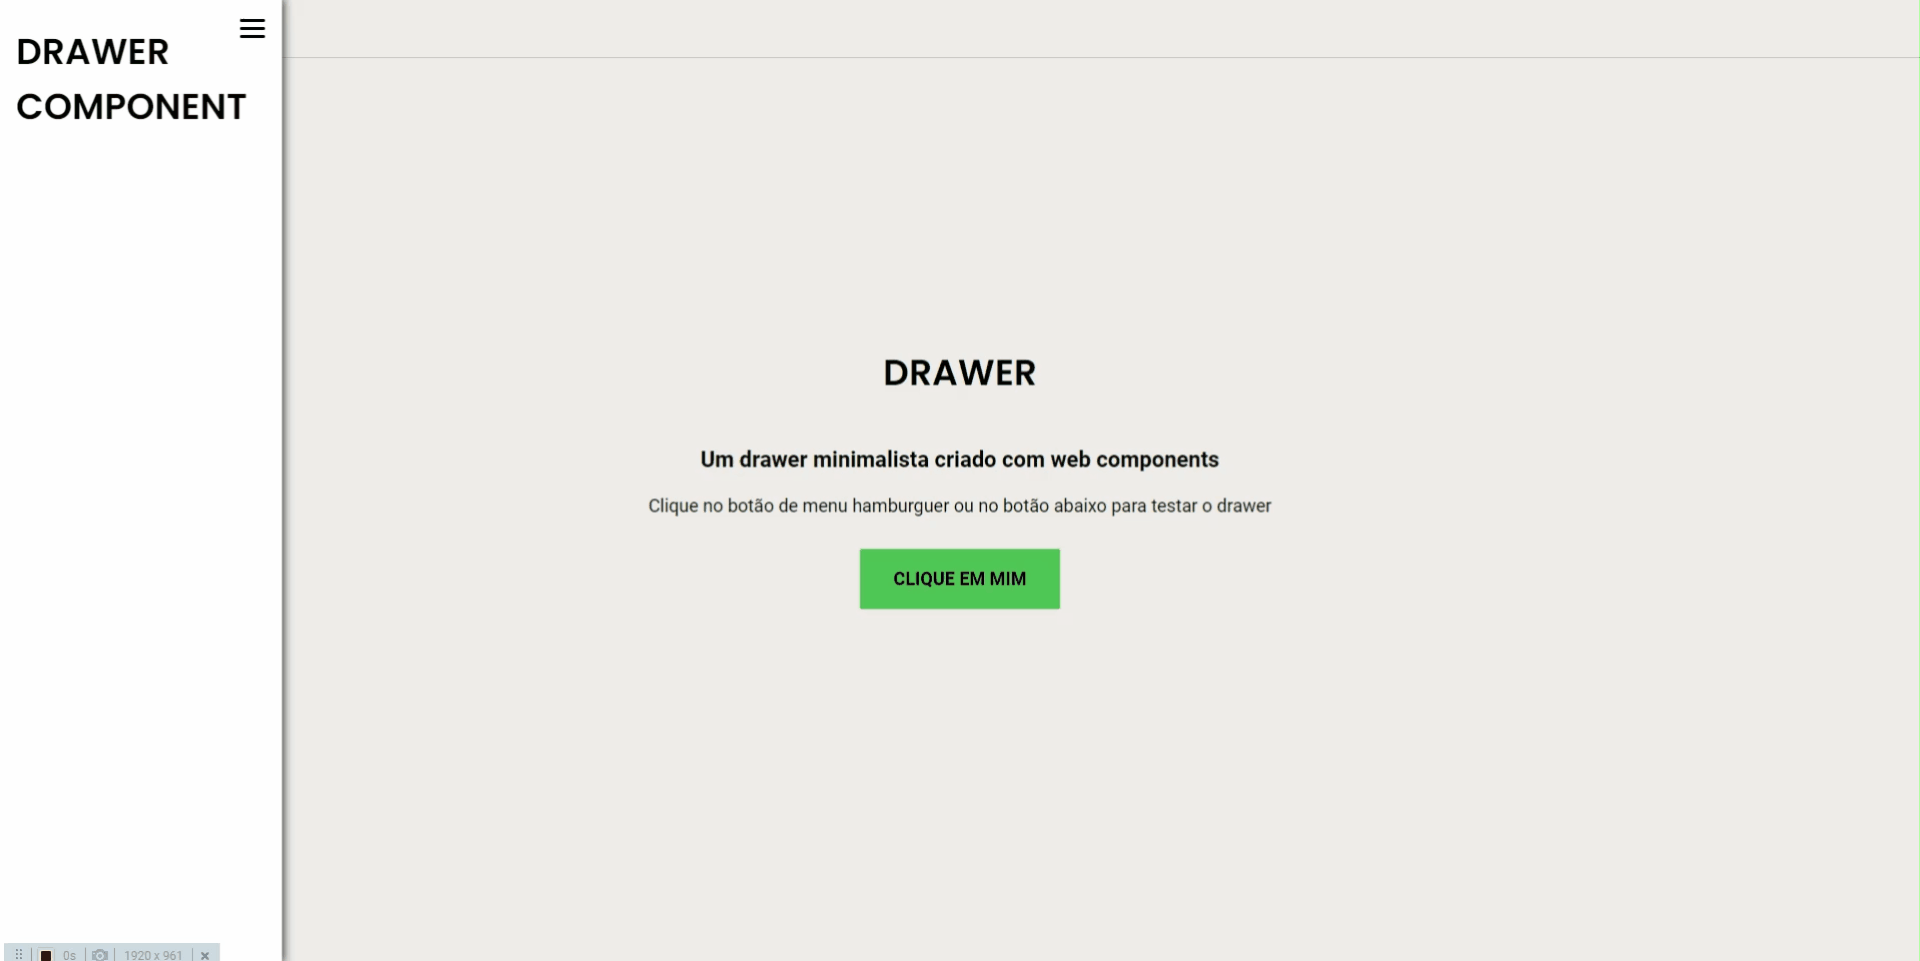 DRAWER
COMPONENT
DRAWER
Um drawer minimalista criado com web components
Clique no botão de menu hamburguer ou no botão abaixo para testar o drawer
CLIQUE EM MIM
0s
1920 x 961